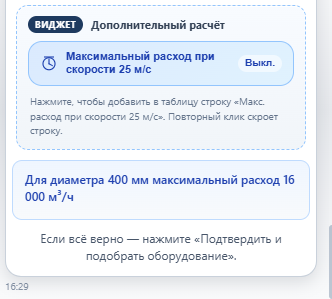 ВИДЖЕТ Дополнительный расчёт
Максимальный расход при
скорости 25 м/с
Выкл.
Нажмите, чтобы добавить в таблицу строку «Макс.
расход при скорости 25 м/с». Повторный клик скроет
строку.
Для диаметра 400 мм максимальный расход 16
000 м³/ч
Если всё верно — нажмите «Подтвердить и
подобрать оборудование».
16:29